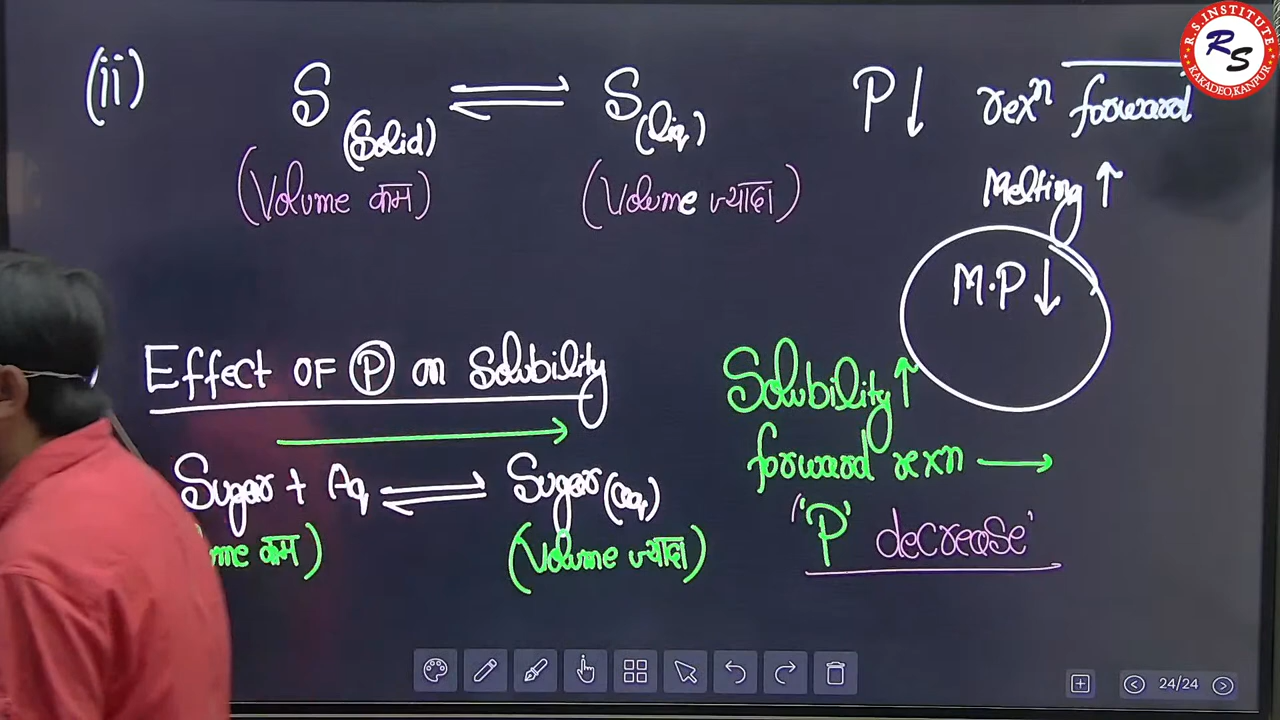 (ii) S (Solid) ⇌ S (liq) P↓ rexⁿ forward
(Volume कम) (Volume ज्यादा) Melting ↑
M.P↓
Effect OF (P) on Solubility Solubility↑
forward rexn →
Sugar + Aq ⇌ Sugar (aq)
me कम) (Volume ज्यादा) 'P' decrease'
R.S.INSTITUTE
RS
KAKADEO,KANPUR
24/24